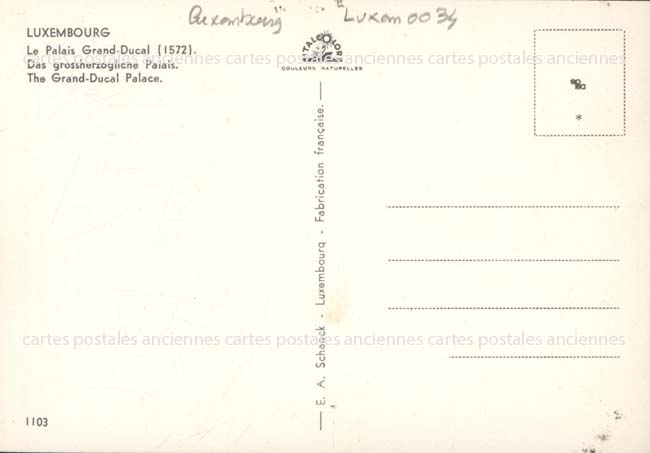 Luxembourg Luxem 0034
LUXEMBOURG
Le Palais Grand-Ducal (1572).
Das grossherzogliche Palais.
The Grand-Ducal Palace.
COULEURS NATURELLES
E. A. Schaack - Luxembourg - Fabrication française.
*
cartes postales anciennes cartes postales anciennes cartes postales anciennes
cartes postales anciennes cartes postales anciennes cartes postales anciennes
1103